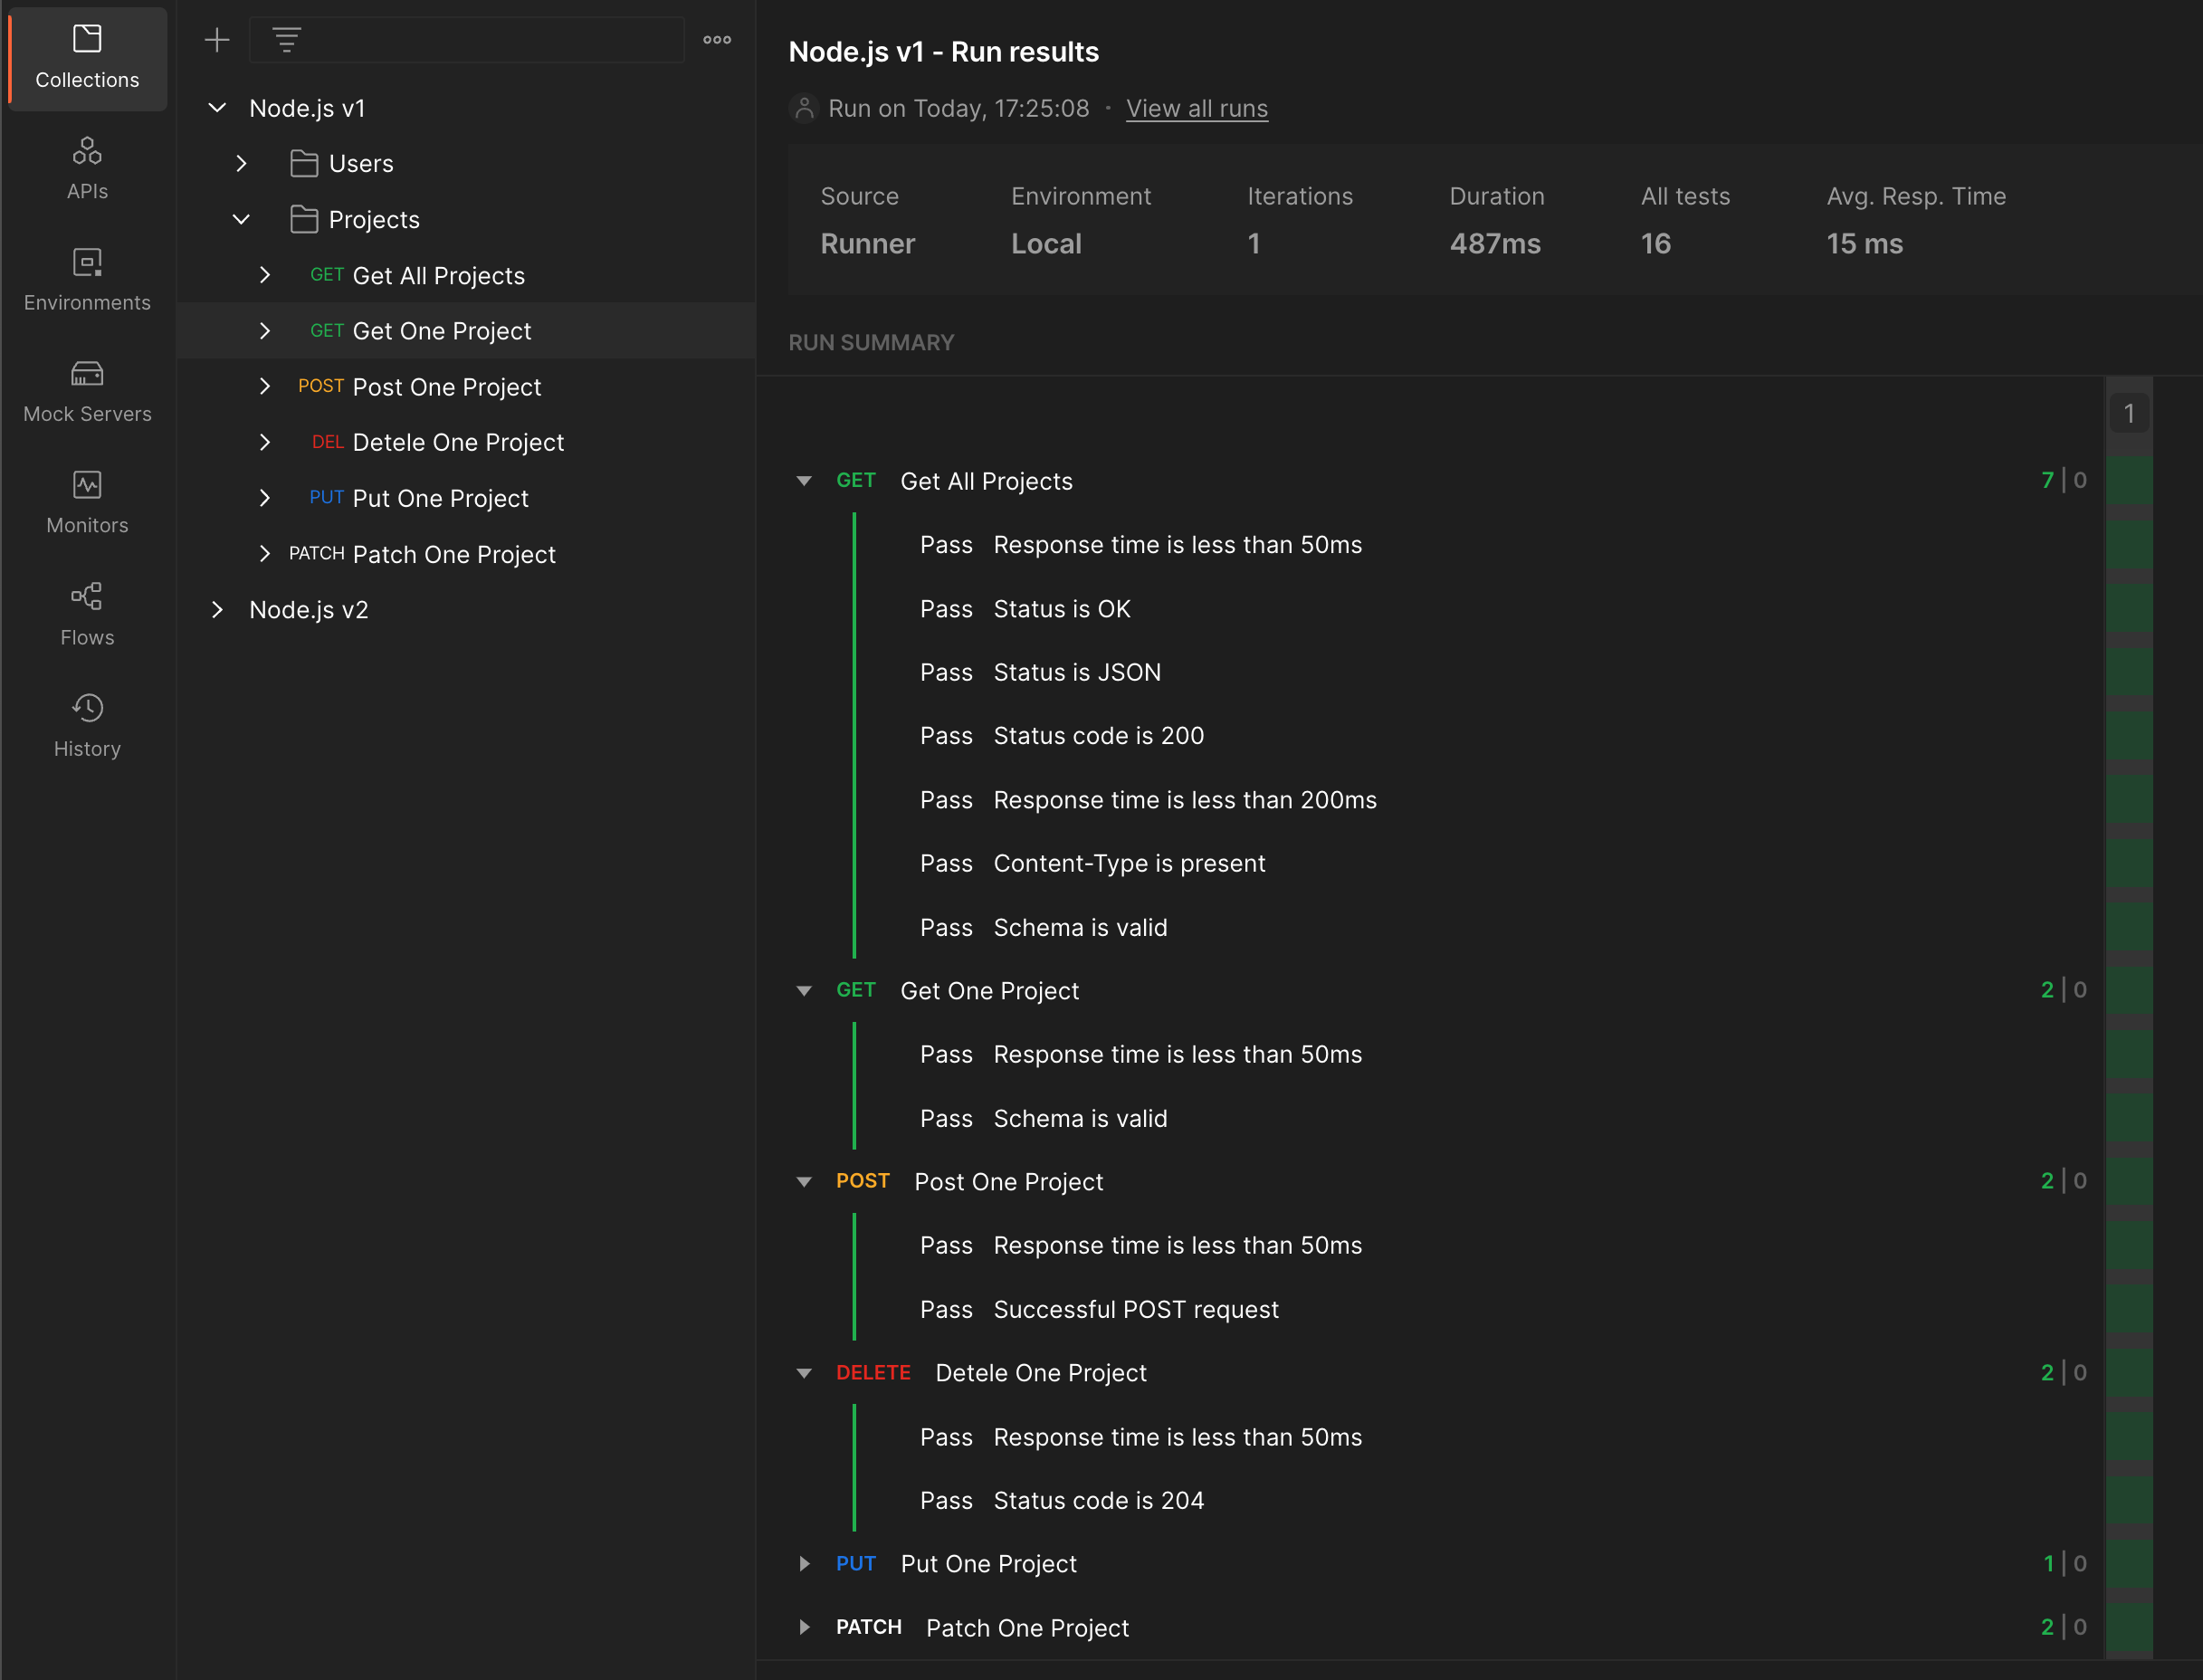 Collections
APIs
Environments
Mock Servers
Monitors
Flows
History
Node.js v1
Users
Projects
GET Get All Projects
GET Get One Project
POST Post One Project
DEL Detele One Project
PUT Put One Project
PATCH Patch One Project
Node.js v2
Node.js v1 - Run results
Run on Today, 17:25:08 · View all runs
Source Environment Iterations Duration All tests Avg. Resp. Time
Runner Local 1 487ms 16 15 ms
RUN SUMMARY
1
GET Get All Projects 7 | 0
Pass Response time is less than 50ms
Pass Status is OK
Pass Status is JSON
Pass Status code is 200
Pass Response time is less than 200ms
Pass Content-Type is present
Pass Schema is valid
GET Get One Project 2 | 0
Pass Response time is less than 50ms
Pass Schema is valid
POST Post One Project 2 | 0
Pass Response time is less than 50ms
Pass Successful POST request
DELETE Detele One Project 2 | 0
Pass Response time is less than 50ms
Pass Status code is 204
PUT Put One Project 1 | 0
PATCH Patch One Project 2 | 0